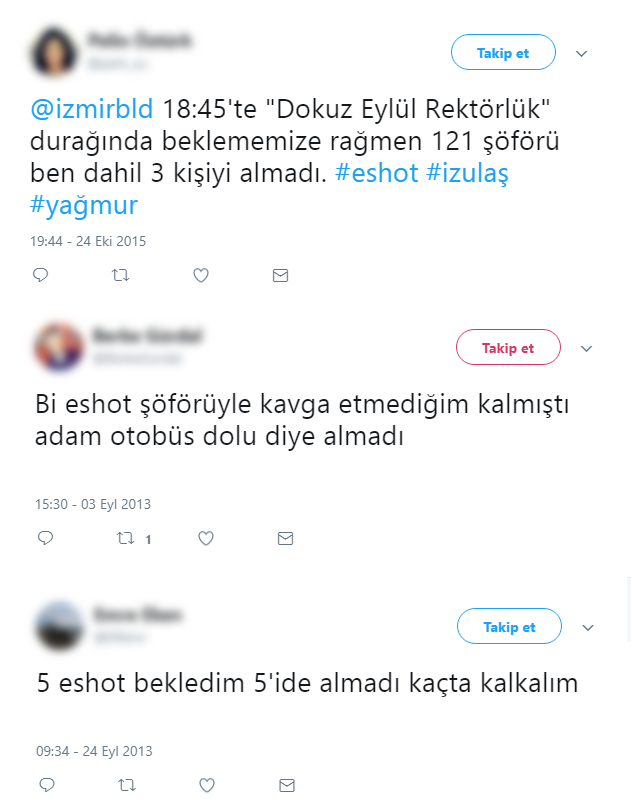 Takip et
@izmirbld 18:45'te "Dokuz Eylül Rektörlük"
durağında beklememize rağmen 121 şöförü
ben dahil 3 kişiyi almadı. #eshot #izulaş
#yağmur
19:44 - 24 Eki 2015
Takip et
Bi eshot şöförüyle kavga etmediğim kalmıştı
adam otobüs dolu diye almadı
15:30 - 03 Eyl 2013
1
Takip et
5 eshot bekledim 5'ide almadı kaçta kalkalım
09:34 - 24 Eyl 2013